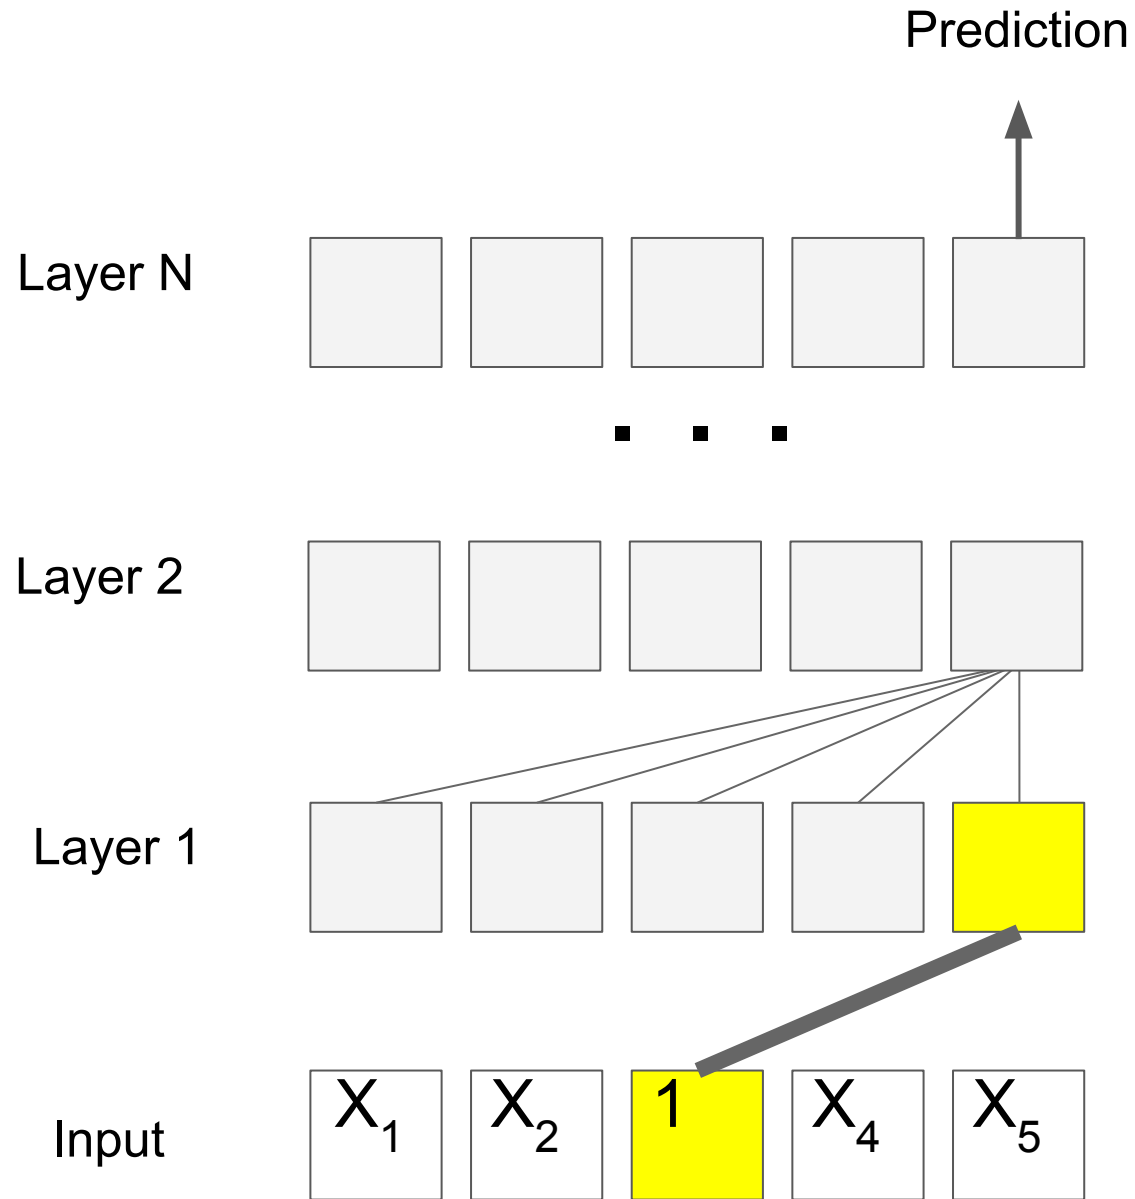 Prediction
Layer N
. . .
Layer 2
Layer 1
Input X₁ X₂ 1 X₄ X₅